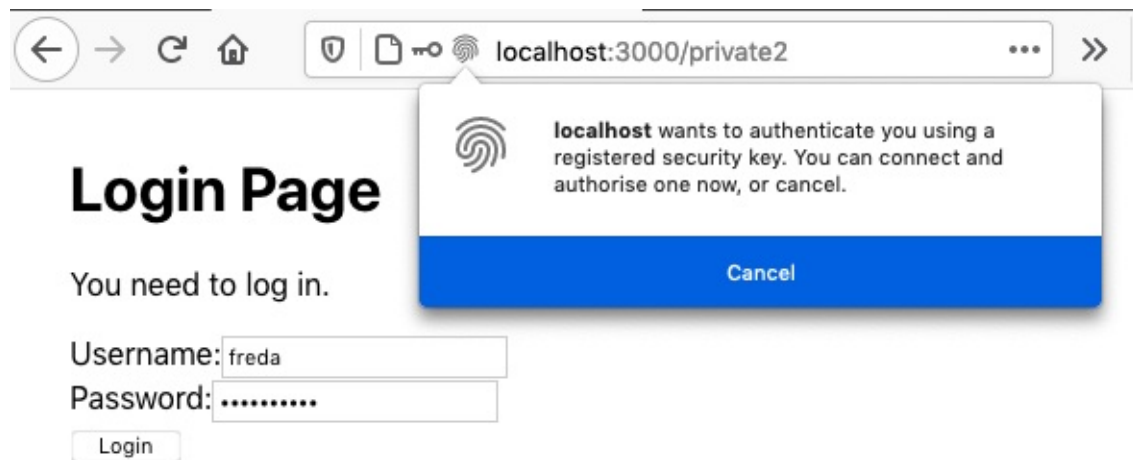 localhost:3000/private2
localhost wants to authenticate you using a
registered security key. You can connect and
authorise one now, or cancel.
Cancel
Login Page
You need to log in.
Username: freda
Password: ••••••••••
Login